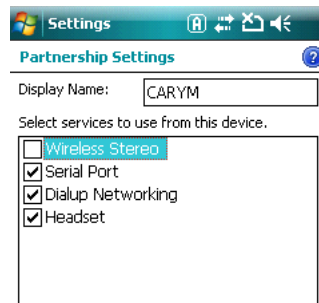 Settings
Partnership Settings
Display Name: CARYM
Select services to use from this device.
Wireless Stereo
Serial Port
Dialup Networking
Headset